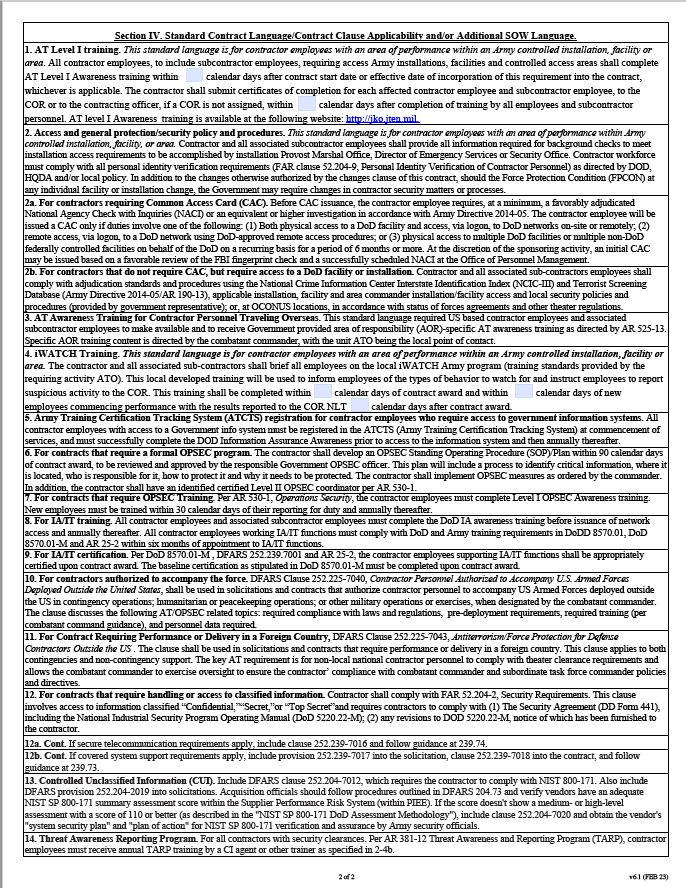 Section IV. Standard Contract Language/Contract Clause Applicability and/or Additional SOW Language.
1. AT Level I training. This standard language is for contractor employees with an area of performance within an Army controlled installation, facility or
area. All contractor employees, to include subcontractor employees, requiring access Army installations, facilities and controlled access areas shall complete
AT Level I Awareness training within calendar days after contract start date or effective date of incorporation of this requirement into the contract,
whichever is applicable. The contractor shall submit certificates of completion for each affected contractor employee and subcontractor employee, to the
COR or to the contracting officer, if a COR is not assigned, within calendar days after completion of training by all employees and subcontractor
personnel. AT level I Awareness training is available at the following website: http://jko.jten.mil.
2. Access and general protection/security policy and procedures. This standard language is for contractor employees with an area of performance within Army
controlled installation, facility, or area. Contractor and all associated subcontractor employees shall provide all information required for background checks to meet
installation access requirements to be accomplished by installation Provost Marshal Office, Director of Emergency Services or Security Office. Contractor workforce
must comply with all personal identity verification requirements (FAR clause 52.204-9, Personal Identity Verification of Contractor Personnel) as directed by DOD,
HQDA and/or local policy. In addition to the changes otherwise authorized by the changes clause of this contract, should the Force Protection Condition (FPCON) at
any individual facility or installation change, the Government may require changes in contractor security matters or processes.
2a. For contractors requiring Common Access Card (CAC). Before CAC issuance, the contractor employee requires, at a minimum, a favorably adjudicated
National Agency Check with Inquiries (NACI) or an equivalent or higher investigation in accordance with Army Directive 2014-05. The contractor employee will be
issued a CAC only if duties involve one of the following: (1) Both physical access to a DoD facility and access, via logon, to DoD networks on-site or remotely; (2)
remote access, via logon, to a DoD network using DoD-approved remote access procedures; or (3) physical access to multiple DoD facilities or multiple non-DoD
federally controlled facilities on behalf of the DoD on a recurring basis for a period of 6 months or more. At the discretion of the sponsoring activity, an initial CAC
may be issued based on a favorable review of the FBI fingerprint check and a successfully scheduled NACI at the Office of Personnel Management.
2b. For contractors that do not require CAC, but require access to a DoD facility or installation. Contractor and all associated sub-contractors employees shall
comply with adjudication standards and procedures using the National Crime Information Center Interstate Identification Index (NCIC-III) and Terrorist Screening
Database (Army Directive 2014-05/AR 190-13), applicable installation, facility and area commander installation/facility access and local security policies and
procedures (provided by government representative); or, at OCONUS locations, in accordance with status of forces agreements and other theater regulations.
3. AT Awareness Training for Contractor Personnel Traveling Overseas. This standard language required US based contractor employees and associated
subcontractor employees to make available and to receive Government provided area of responsibility (AOR)-specific AT awareness training as directed by AR 525-13.
Specific AOR training content is directed by the combatant commander, with the unit ATO being the local point of contact.
4. iWATCH Training. This standard language is for contractor employees with an area of performance within an Army controlled installation, facility or
area. The contractor and all associated sub-contractors shall brief all employees on the local iWATCH Army program (training standards provided by the
requiring activity ATO). This local developed training will be used to inform employees of the types of behavior to watch for and instruct employees to report
suspicious activity to the COR. This training shall be completed within calendar days of contract award and within calendar days of new
employees commencing performance with the results reported to the COR NLT calendar days after contract award.
5. Army Training Certification Tracking System (ATCTS) registration for contractor employees who require access to government information systems. All
contractor employees with access to a Government info system must be registered in the ATCTS (Army Training Certification Tracking System) at commencement of
services, and must successfully complete the DOD Information Assurance Awareness prior to access to the information system and then annually thereafter.
6. For contracts that require a formal OPSEC program. The contractor shall develop an OPSEC Standing Operating Procedure (SOP)/Plan within 90 calendar days
of contract award, to be reviewed and approved by the responsible Government OPSEC officer. This plan will include a process to identify critical information, where it
is located, who is responsible for it, how to protect it and why it needs to be protected. The contractor shall implement OPSEC measures as ordered by the commander.
In addition, the contractor shall have an identified certified Level II OPSEC coordinator per AR 530-1.
7. For contracts that require OPSEC Training. Per AR 530-1, Operations Security, the contractor employees must complete Level I OPSEC Awareness training.
New employees must be trained within 30 calendar days of their reporting for duty and annually thereafter.
8. For IA/IT training. All contractor employees and associated subcontractor employees must complete the DoD IA awareness training before issuance of network
access and annually thereafter. All contractor employees working IA/IT functions must comply with DoD and Army training requirements in DoDD 8570.01, DoD
8570.01-M and AR 25-2 within six months of appointment to IA/IT functions.
9. For IA/IT certification. Per DoD 8570.01-M , DFARS 252.239.7001 and AR 25-2, the contractor employees supporting IA/IT functions shall be appropriately
certified upon contract award. The baseline certification as stipulated in DoD 8570.01-M must be completed upon contract award.
10. For contractors authorized to accompany the force. DFARS Clause 252.225-7040, Contractor Personnel Authorized to Accompany U.S. Armed Forces
Deployed Outside the United States, shall be used in solicitations and contracts that authorize contractor personnel to accompany US Armed Forces deployed outside
the US in contingency operations; humanitarian or peacekeeping operations; or other military operations or exercises, when designated by the combatant commander.
The clause discusses the following AT/OPSEC related topics: required compliance with laws and regulations, pre-deployment requirements, required training (per
combatant command guidance), and personnel data required.
11. For Contract Requiring Performance or Delivery in a Foreign Country, DFARS Clause 252.225-7043, Antiterrorism/Force Protection for Defense
Contractors Outside the US . The clause shall be used in solicitations and contracts that require performance or delivery in a foreign country. This clause applies to both
contingencies and non-contingency support. The key AT requirement is for non-local national contractor personnel to comply with theater clearance requirements and
allows the combatant commander to exercise oversight to ensure the contractor' compliance with combatant commander and subordinate task force commander policies
and directives.
12. For contracts that require handling or access to classified information. Contractor shall comply with FAR 52.204-2, Security Requirements. This clause
involves access to information classified "Confidential,""Secret,"or "Top Secret"and requires contractors to comply with (1) The Security Agreement (DD Form 441),
including the National Industrial Security Program Operating Manual (DoD 5220.22-M); (2) any revisions to DOD 5220.22-M, notice of which has been furnished to
the contractor.
12a. Cont. If secure telecommunication requirements apply, include clause 252.239-7016 and follow guidance at 239.74.
12b. Cont. If covered system support requirements apply, include provision 252.239-7017 into the solicitation, clause 252.239-7018 into the contract, and follow
guidance at 239.73.
13. Controlled Unclassified Information (CUI). Include DFARS clause 252.204-7012, which requires the contractor to comply with NIST 800-171. Also include
DFARS provision 252.204-2019 into solicitations. Acquisition officials should follow procedures outlined in DFARS 204.73 and verify vendors have an adequate
NIST SP 800-171 summary assessment score within the Supplier Performance Risk System (within PIEE). If the score doesn't show a medium- or high-level
assessment with a score of 110 or better (as described in the "NIST SP 800-171 DoD Assessment Methodology"), include clause 252.204-7020 and obtain the vendor's
"system security plan" and "plan of action" for NIST SP 800-171 verification and assurance by Army security officials.
14. Threat Awareness Reporting Program. For all contractors with security clearances. Per AR 381-12 Threat Awareness and Reporting Program (TARP), contractor
employees must receive annual TARP training by a CI agent or other trainer as specified in 2-4b.
2 of 2
v6.1 (FEB 23)